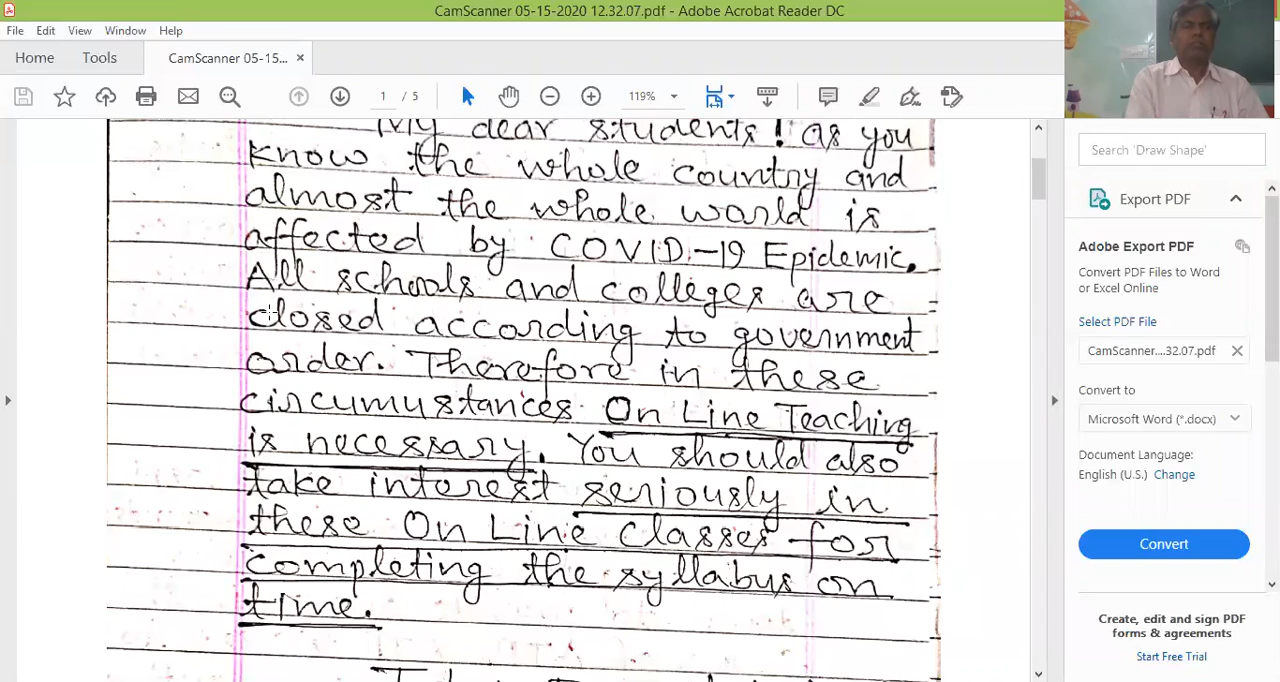 CamScanner 05-15-2020 12.32.07.pdf - Adobe Acrobat Reader DC
File Edit View Window Help
Home Tools CamScanner 05-15... ×
1 / 5 119%
My dear students! as you
know the whole country and
almost the whole world is
affected by COVID-19 Epidemic.
All schools and colleges are
closed according to government
order. Therefore in these
circumustances On Line Teaching
is necessary. You should also
take interest seriously in
these On Line Classes for
completing the syllabus on
time.
Search 'Draw Shape'
Export PDF
Adobe Export PDF
Convert PDF Files to Word
or Excel Online
Select PDF File
CamScanner....32.07.pdf
Convert to
Microsoft Word (*.docx)
Document Language:
English (U.S.) Change
Convert
Create, edit and sign PDF
forms & agreements
Start Free Trial